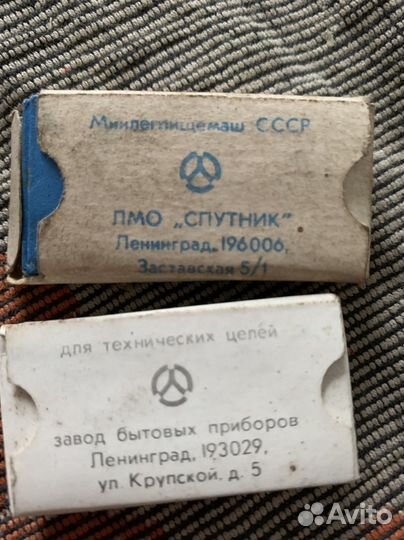 Минлегпищемаш СССР
ЛМО „СПУТНИК"
Ленинград, 196006,
Заставская 5/1
для технических целей
завод бытовых приборов
Ленинград, 193029,
ул. Крупской, д. 5
Avito